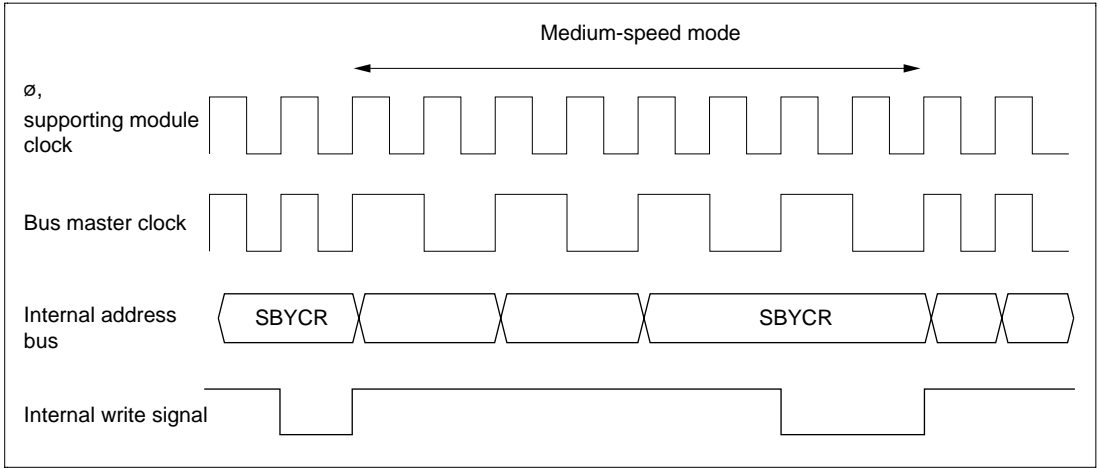 Medium-speed mode
ø,
supporting module
clock
Bus master clock
Internal address
bus
SBYCR
SBYCR
Internal write signal